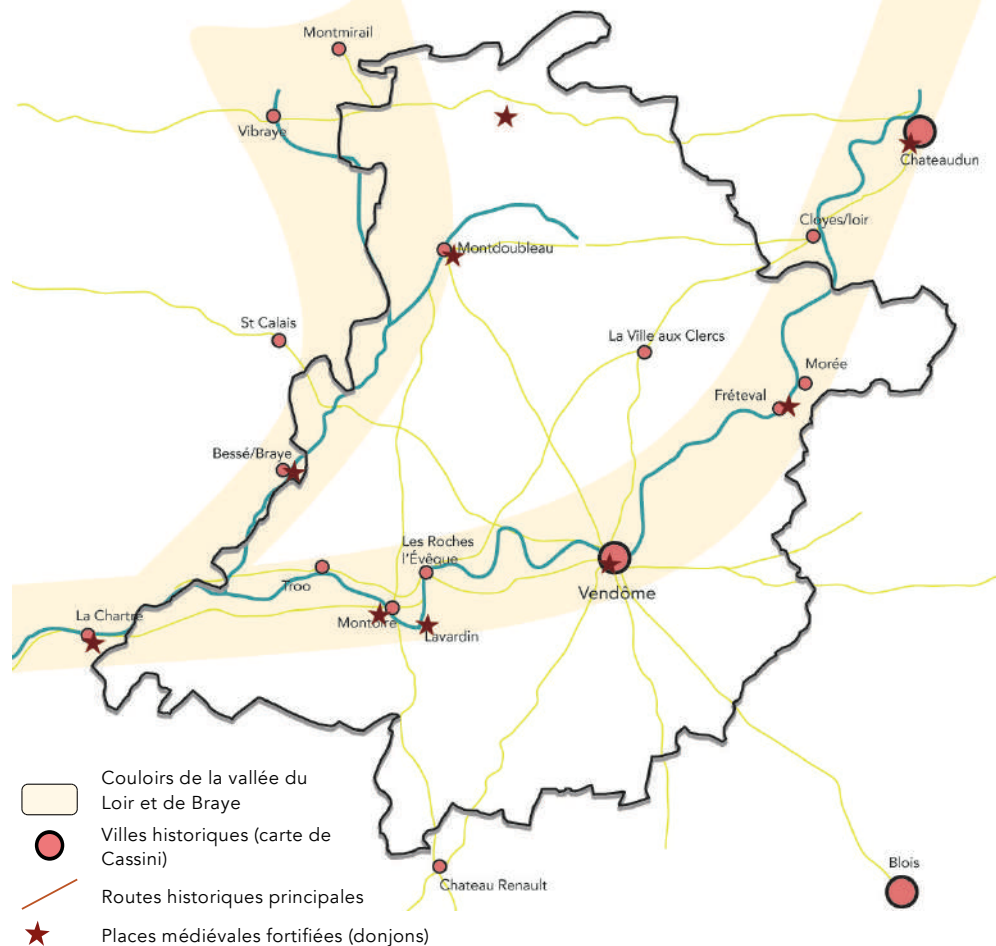 Montmirail
Vibraye
Chateaudun
Cloyes/loir
Montdoubleau
St Calais
La Ville aux Clercs
Morée
Fréteval
Bessé/Braye
Les Roches
l'Évêque
Troo
Vendôme
La Chartre
Montoire
Lavardin
Couloirs de la vallée du
Loir et de Braye
Villes historiques (carte de
Cassini)
Routes historiques principales
Places médiévales fortifiées (donjons)
Chateau Renault
Blois